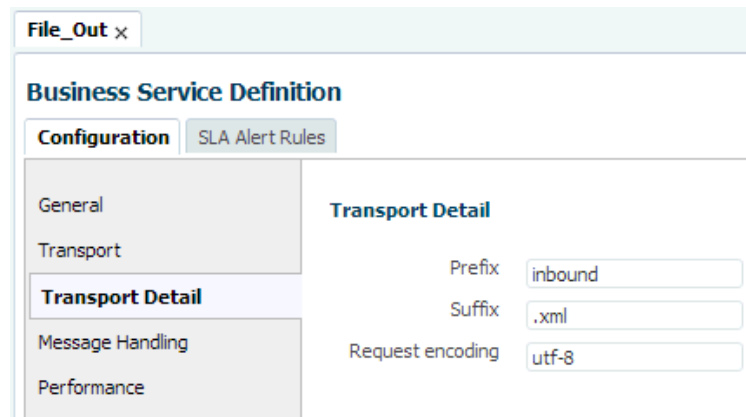 File_Out ×
Business Service Definition
Configuration SLA Alert Rules
General
Transport
Transport Detail
Message Handling
Performance
Transport Detail
Prefix inbound
Suffix .xml
Request encoding utf-8